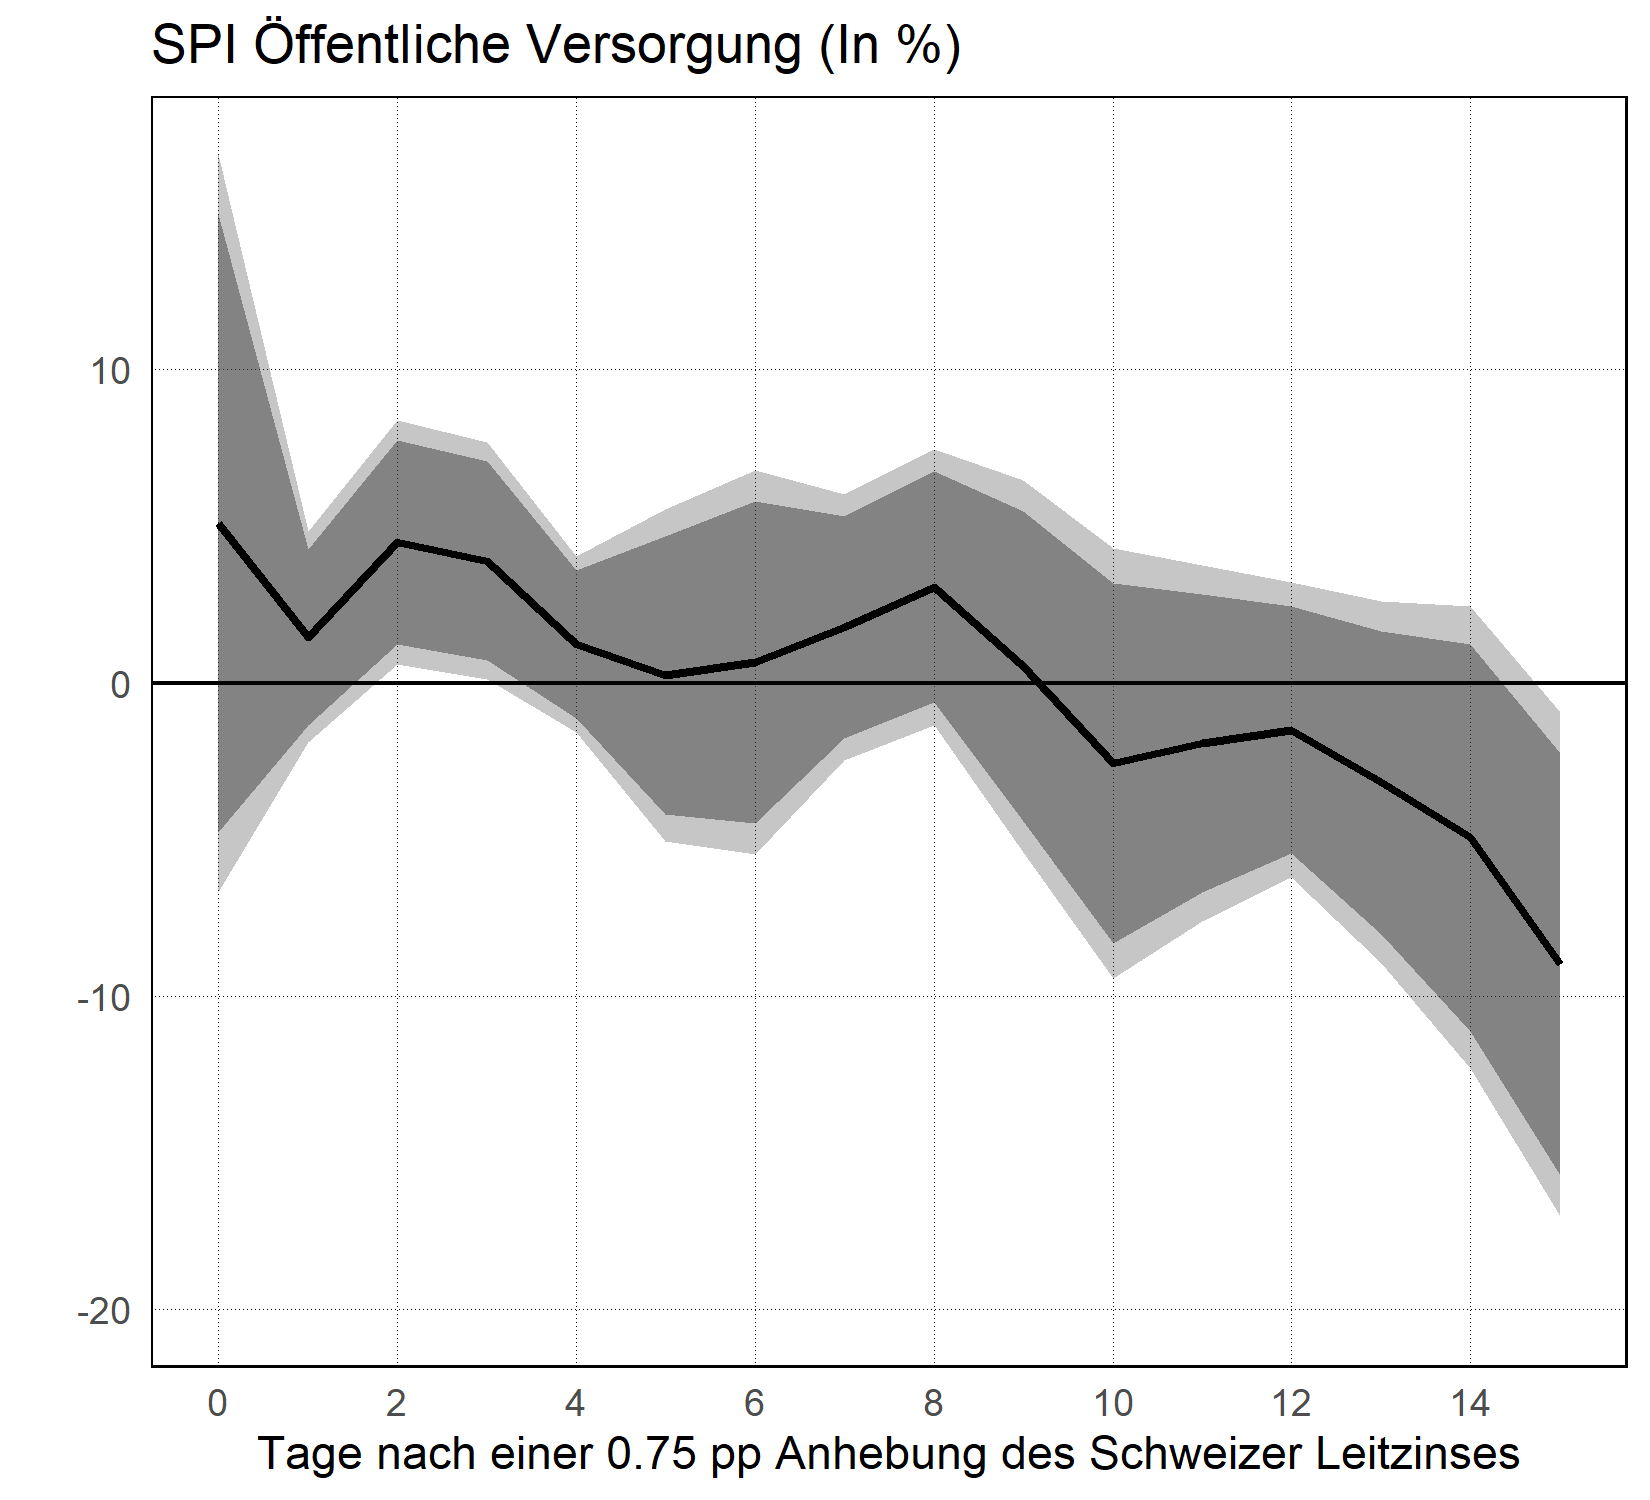 SPI Öffentliche Versorgung (In %)
10
0
-10
-20
0 2 4 6 8 10 12 14
Tage nach einer 0.75 pp Anhebung des Schweizer Leitzinses